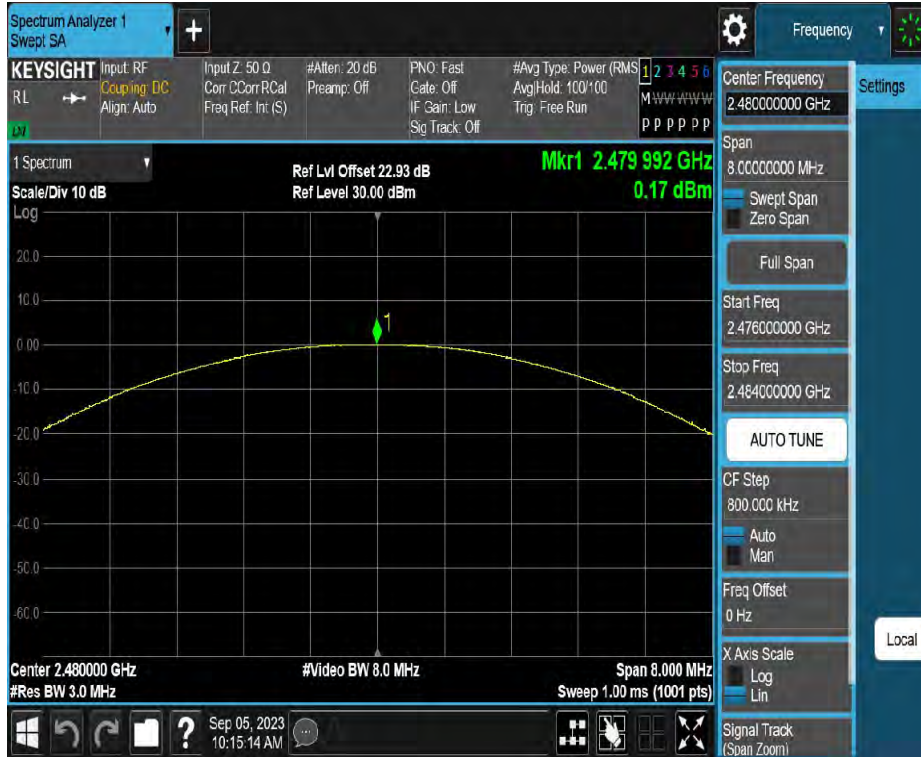 Spectrum Analyzer 1
Swept SA
+
Frequency
KEYSIGHT
RL
Input: RF
Coupling: DC
Align: Auto
Input Z: 50 Ω
Corr CCorr RCal
Freq Ref: Int (S)
#Atten: 20 dB
Preamp: Off
PNO: Fast
Gate: Off
IF Gain: Low
Sig Track: Off
#Avg Type: Power (RMS
Avg|Hold: 100/100
Trig: Free Run
1 2 3 4 5 6
M W W W W W
P P P P P P
1 Spectrum
Scale/Div 10 dB
Log
Ref Lvl Offset 22.93 dB
Ref Level 30.00 dBm
Mkr1 2.479 992 GHz
0.17 dBm
20.0
10.0
0.00
-10.0
-20.0
-30.0
-40.0
-50.0
-60.0
1
Center 2.480000 GHz
#Res BW 3.0 MHz
#Video BW 8.0 MHz
Span 8.000 MHz
Sweep 1.00 ms (1001 pts)
?
Sep 05, 2023
10:15:14 AM
Center Frequency
2.480000000 GHz
Settings
Span
8.00000000 MHz
Swept Span
Zero Span
Full Span
Start Freq
2.476000000 GHz
Stop Freq
2.484000000 GHz
AUTO TUNE
CF Step
800.000 kHz
Auto
Man
Freq Offset
0 Hz
Local
X Axis Scale
Log
Lin
Signal Track
(Span Zoom)